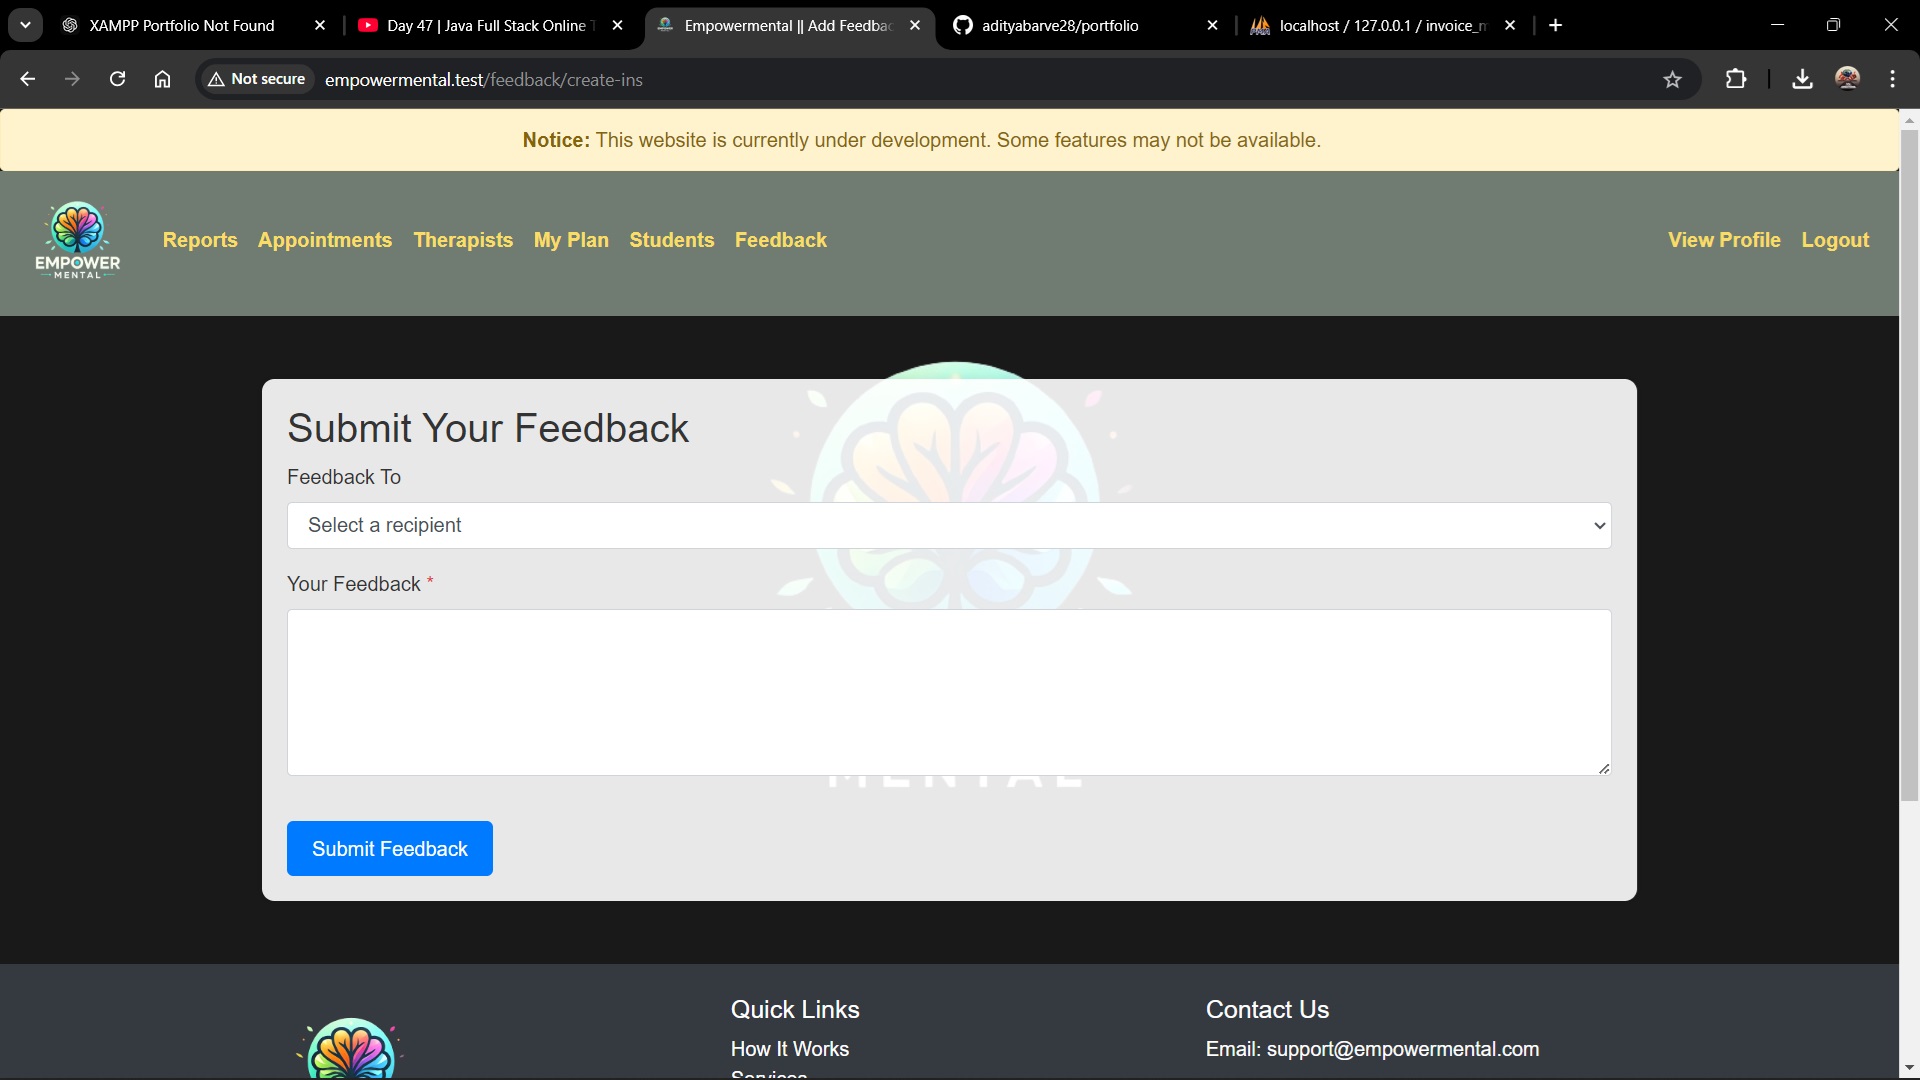 XAMPP Portfolio Not Found
Day 47 | Java Full Stack Online T
Empowermental || Add Feedbac
adityabarve28/portfolio
localhost / 127.0.0.1 / invoice_m
Not secure
empowermental.test/feedback/create-ins
Notice: This website is currently under development. Some features may not be available.
EMPOWER
MENTAL
Reports Appointments Therapists My Plan Students Feedback
View Profile Logout
Submit Your Feedback
Feedback To
Select a recipient
Your Feedback *
MENTAL
Submit Feedback
Quick Links
How It Works
Services
Contact Us
Email: support@empowermental.com